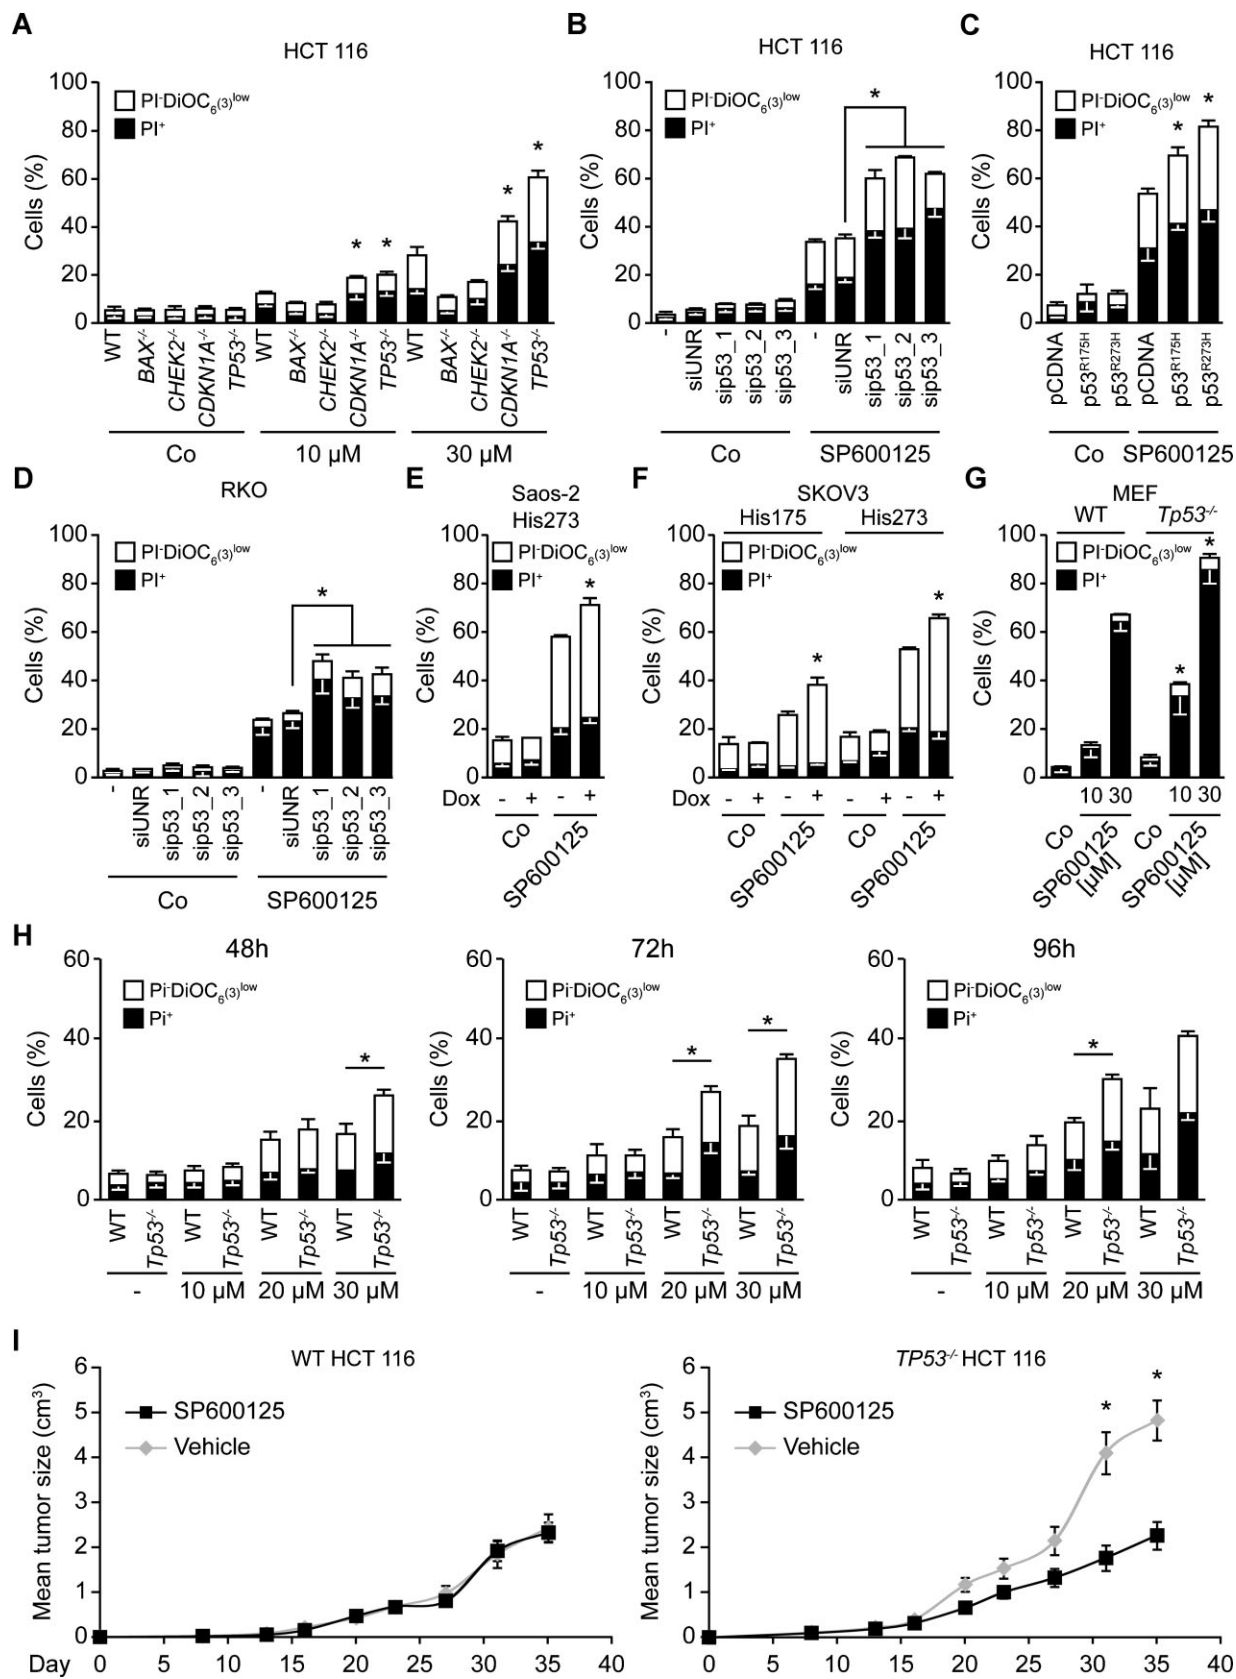 A
HCT 116
100
80
60
40
20
0
Cells (%)
PI⁻DiOC₆₍₃₎ˡᵒʷ
PI⁺
* * * *
WT
BAX⁻/⁻
CHEK2⁻/⁻
CDKN1A⁻/⁻
TP53⁻/⁻
WT
BAX⁻/⁻
CHEK2⁻/⁻
CDKN1A⁻/⁻
TP53⁻/⁻
WT
BAX⁻/⁻
CHEK2⁻/⁻
CDKN1A⁻/⁻
TP53⁻/⁻
Co 10 µM 30 µM
B
HCT 116
100
80
60
40
20
0
Cells (%)
PI⁻DiOC₆₍₃₎ˡᵒʷ
PI⁺
*
-
siUNR
sip53_1
sip53_2
sip53_3
-
siUNR
sip53_1
sip53_2
sip53_3
Co SP600125
C
HCT 116
100
80
60
40
20
0
Cells (%)
PI⁻DiOC₆₍₃₎ˡᵒʷ
PI⁺
* *
pCDNA
p53ᴿ¹⁷⁵ᴴ
p53ᴿ²⁷³ᴴ
pCDNA
p53ᴿ¹⁷⁵ᴴ
p53ᴿ²⁷³ᴴ
Co SP600125
D
RKO
100
80
60
40
20
0
Cells (%)
PI⁻DiOC₆₍₃₎ˡᵒʷ
PI⁺
*
-
siUNR
sip53_1
sip53_2
sip53_3
-
siUNR
sip53_1
sip53_2
sip53_3
Co SP600125
E
Saos-2
His273
100
80
60
40
20
0
Cells (%)
PI⁻DiOC₆₍₃₎ˡᵒʷ
PI⁺
*
Dox - + - +
Co
SP600125
F
SKOV3
His175 His273
100
80
60
40
20
0
Cells (%)
PI⁻DiOC₆₍₃₎ˡᵒʷ
PI⁺
* *
Dox - + - + - + - +
Co
SP600125
Co
SP600125
G
MEF
WT Tp53⁻/⁻
100
80
60
40
20
0
Cells (%)
PI⁻DiOC₆₍₃₎ˡᵒʷ
PI⁺
* *
10 30 10 30
Co
SP600125
[µM]
Co
SP600125
[µM]
H
48h
60
40
20
0
Cells (%)
Pi⁻DiOC₆₍₃₎ˡᵒʷ
Pi⁺
*
WT
Tp53⁻/⁻
WT
Tp53⁻/⁻
WT
Tp53⁻/⁻
WT
Tp53⁻/⁻
- 10 µM 20 µM 30 µM
72h
60
40
20
0
Cells (%)
Pi⁻DiOC₆₍₃₎ˡᵒʷ
Pi⁺
* *
WT
Tp53⁻/⁻
WT
Tp53⁻/⁻
WT
Tp53⁻/⁻
WT
Tp53⁻/⁻
- 10 µM 20 µM 30 µM
96h
60
40
20
0
Cells (%)
Pi⁻DiOC₆₍₃₎ˡᵒʷ
Pi⁺
*
WT
Tp53⁻/⁻
WT
Tp53⁻/⁻
WT
Tp53⁻/⁻
WT
Tp53⁻/⁻
- 10 µM 20 µM 30 µM
I
WT HCT 116
6
5
4
3
2
1
0
Mean tumor size (cm³)
SP600125
Vehicle
Day 0 5 10 15 20 25 30 35 40
TP53⁻/⁻ HCT 116
6
5
4
3
2
1
0
Mean tumor size (cm³)
SP600125
Vehicle
* *
0 5 10 15 20 25 30 35 40